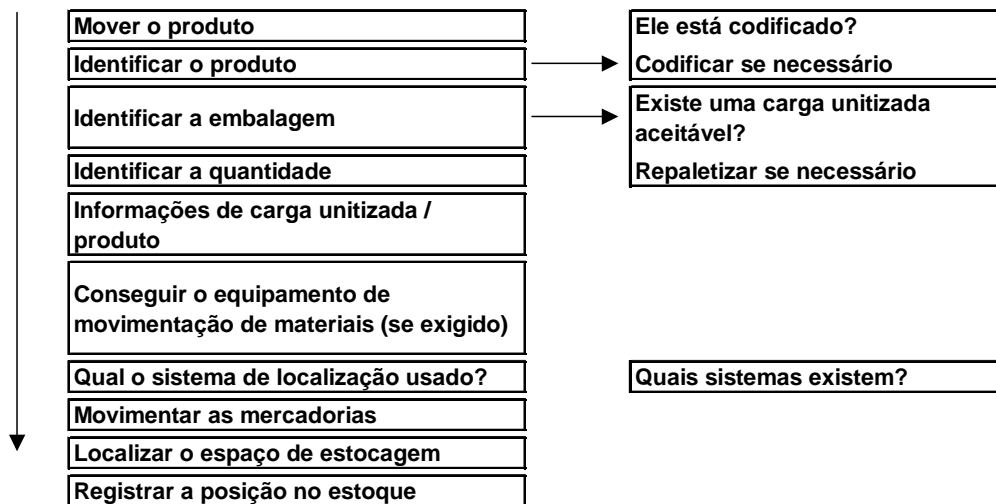 Mover o produto
Ele está codificado?
Identificar o produto
Codificar se necessário
Identificar a embalagem
Existe uma carga unitizada
aceitável?
Identificar a quantidade
Repaletizar se necessário
Informações de carga unitizada /
produto
Conseguir o equipamento de
movimentação de materiais (se exigido)
Qual o sistema de localização usado?
Quais sistemas existem?
Movimentar as mercadorias
Localizar o espaço de estocagem
Registrar a posição no estoque